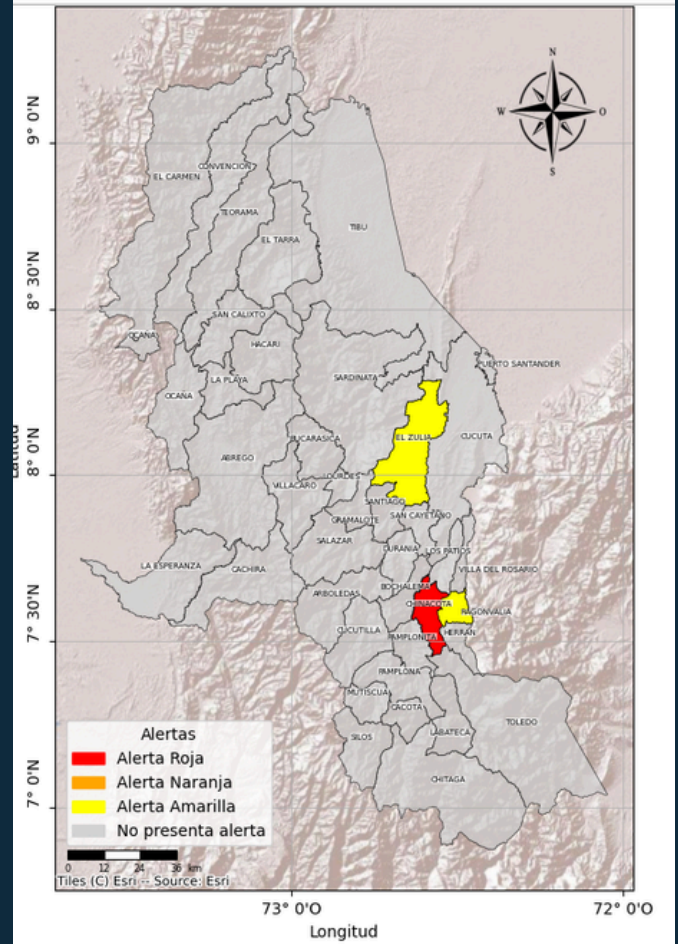 N
W
O
S
9° 0'N
8° 30'N
8° 0'N
7° 30'N
7° 0'N
Latitud
EL CARMEN
CONVENCION
TEORAMA
EL TARRA
TIBU
SAN CALIXTO
OCAÑA
HACARI
PUERTO SANTANDER
LA PLAYA
SARDINATA
OCAÑA
BUCARASICA
EL ZULIA
CUCUTA
ABREGO
LOURDES
VILLACARO
SANTIAGO
SAN CAYETANO
GRAMALOTE
SALAZAR
DURANIA
LOS PATIOS
LA ESPERANZA
CACHIRA
VILLA DEL ROSARIO
BOCHALEMA
ARBOLEDAS
CHINACOTA
RAGONVALIA
CUCUTILLA
PAMPLONITA
HERRAN
PAMPLONA
MUTISCUA
CACOTA
TOLEDO
SILOS
LABATECA
CHITAGA
Alertas
Alerta Roja
Alerta Naranja
Alerta Amarilla
No presenta alerta
0 12 24 36 km
Tiles (C) Esri -- Source: Esri
73° 0'O
72° 0'O
Longitud